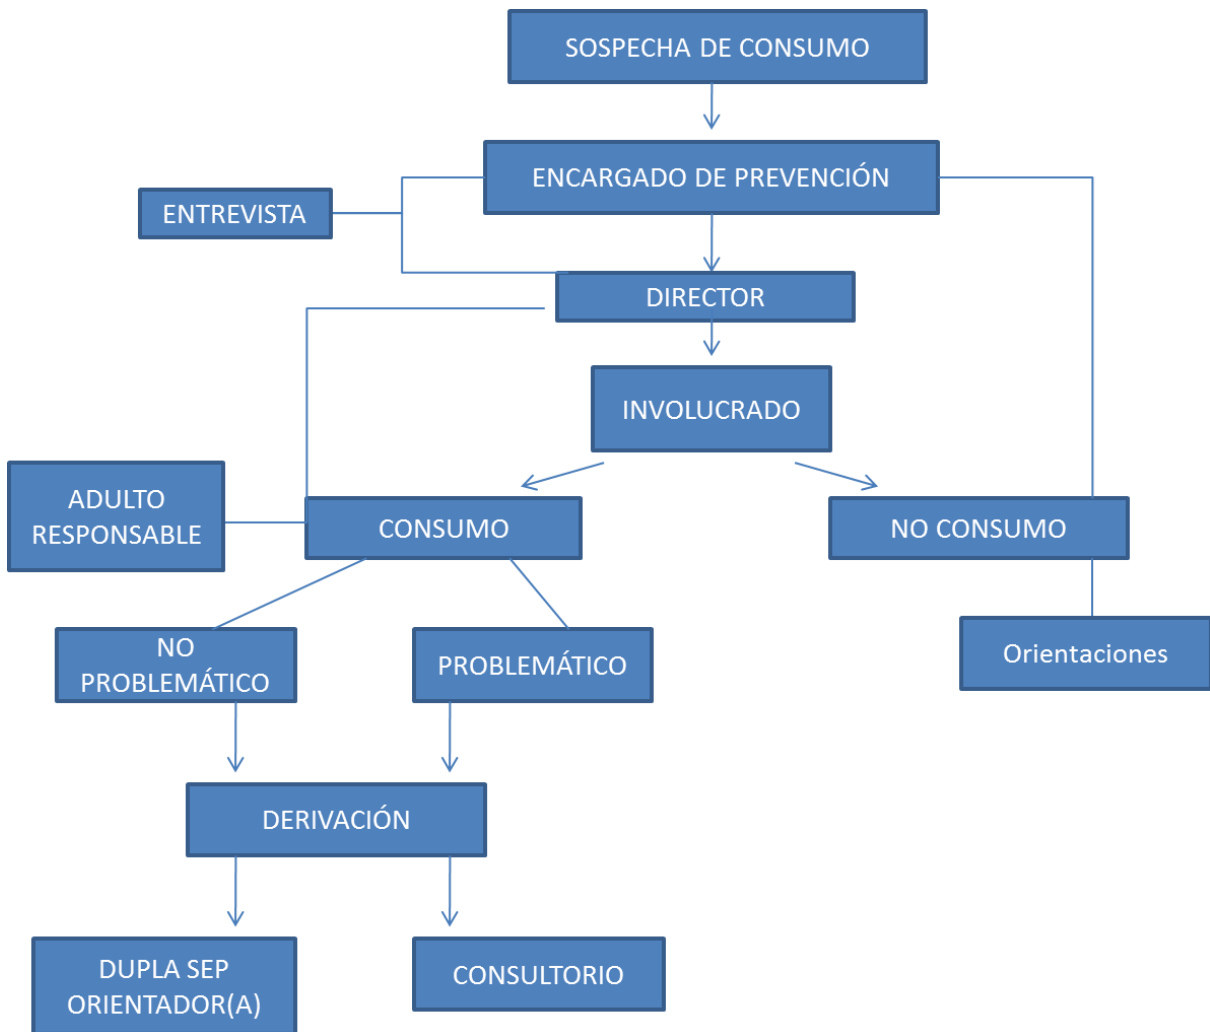 SOSPECHA DE CONSUMO
ENCARGADO DE PREVENCIÓN
ENTREVISTA
DIRECTOR
INVOLUCRADO
ADULTO
RESPONSABLE
CONSUMO
NO CONSUMO
NO
PROBLEMÁTICO
PROBLEMÁTICO
Orientaciones
DERIVACIÓN
DUPLA SEP
ORIENTADOR(A)
CONSULTORIO